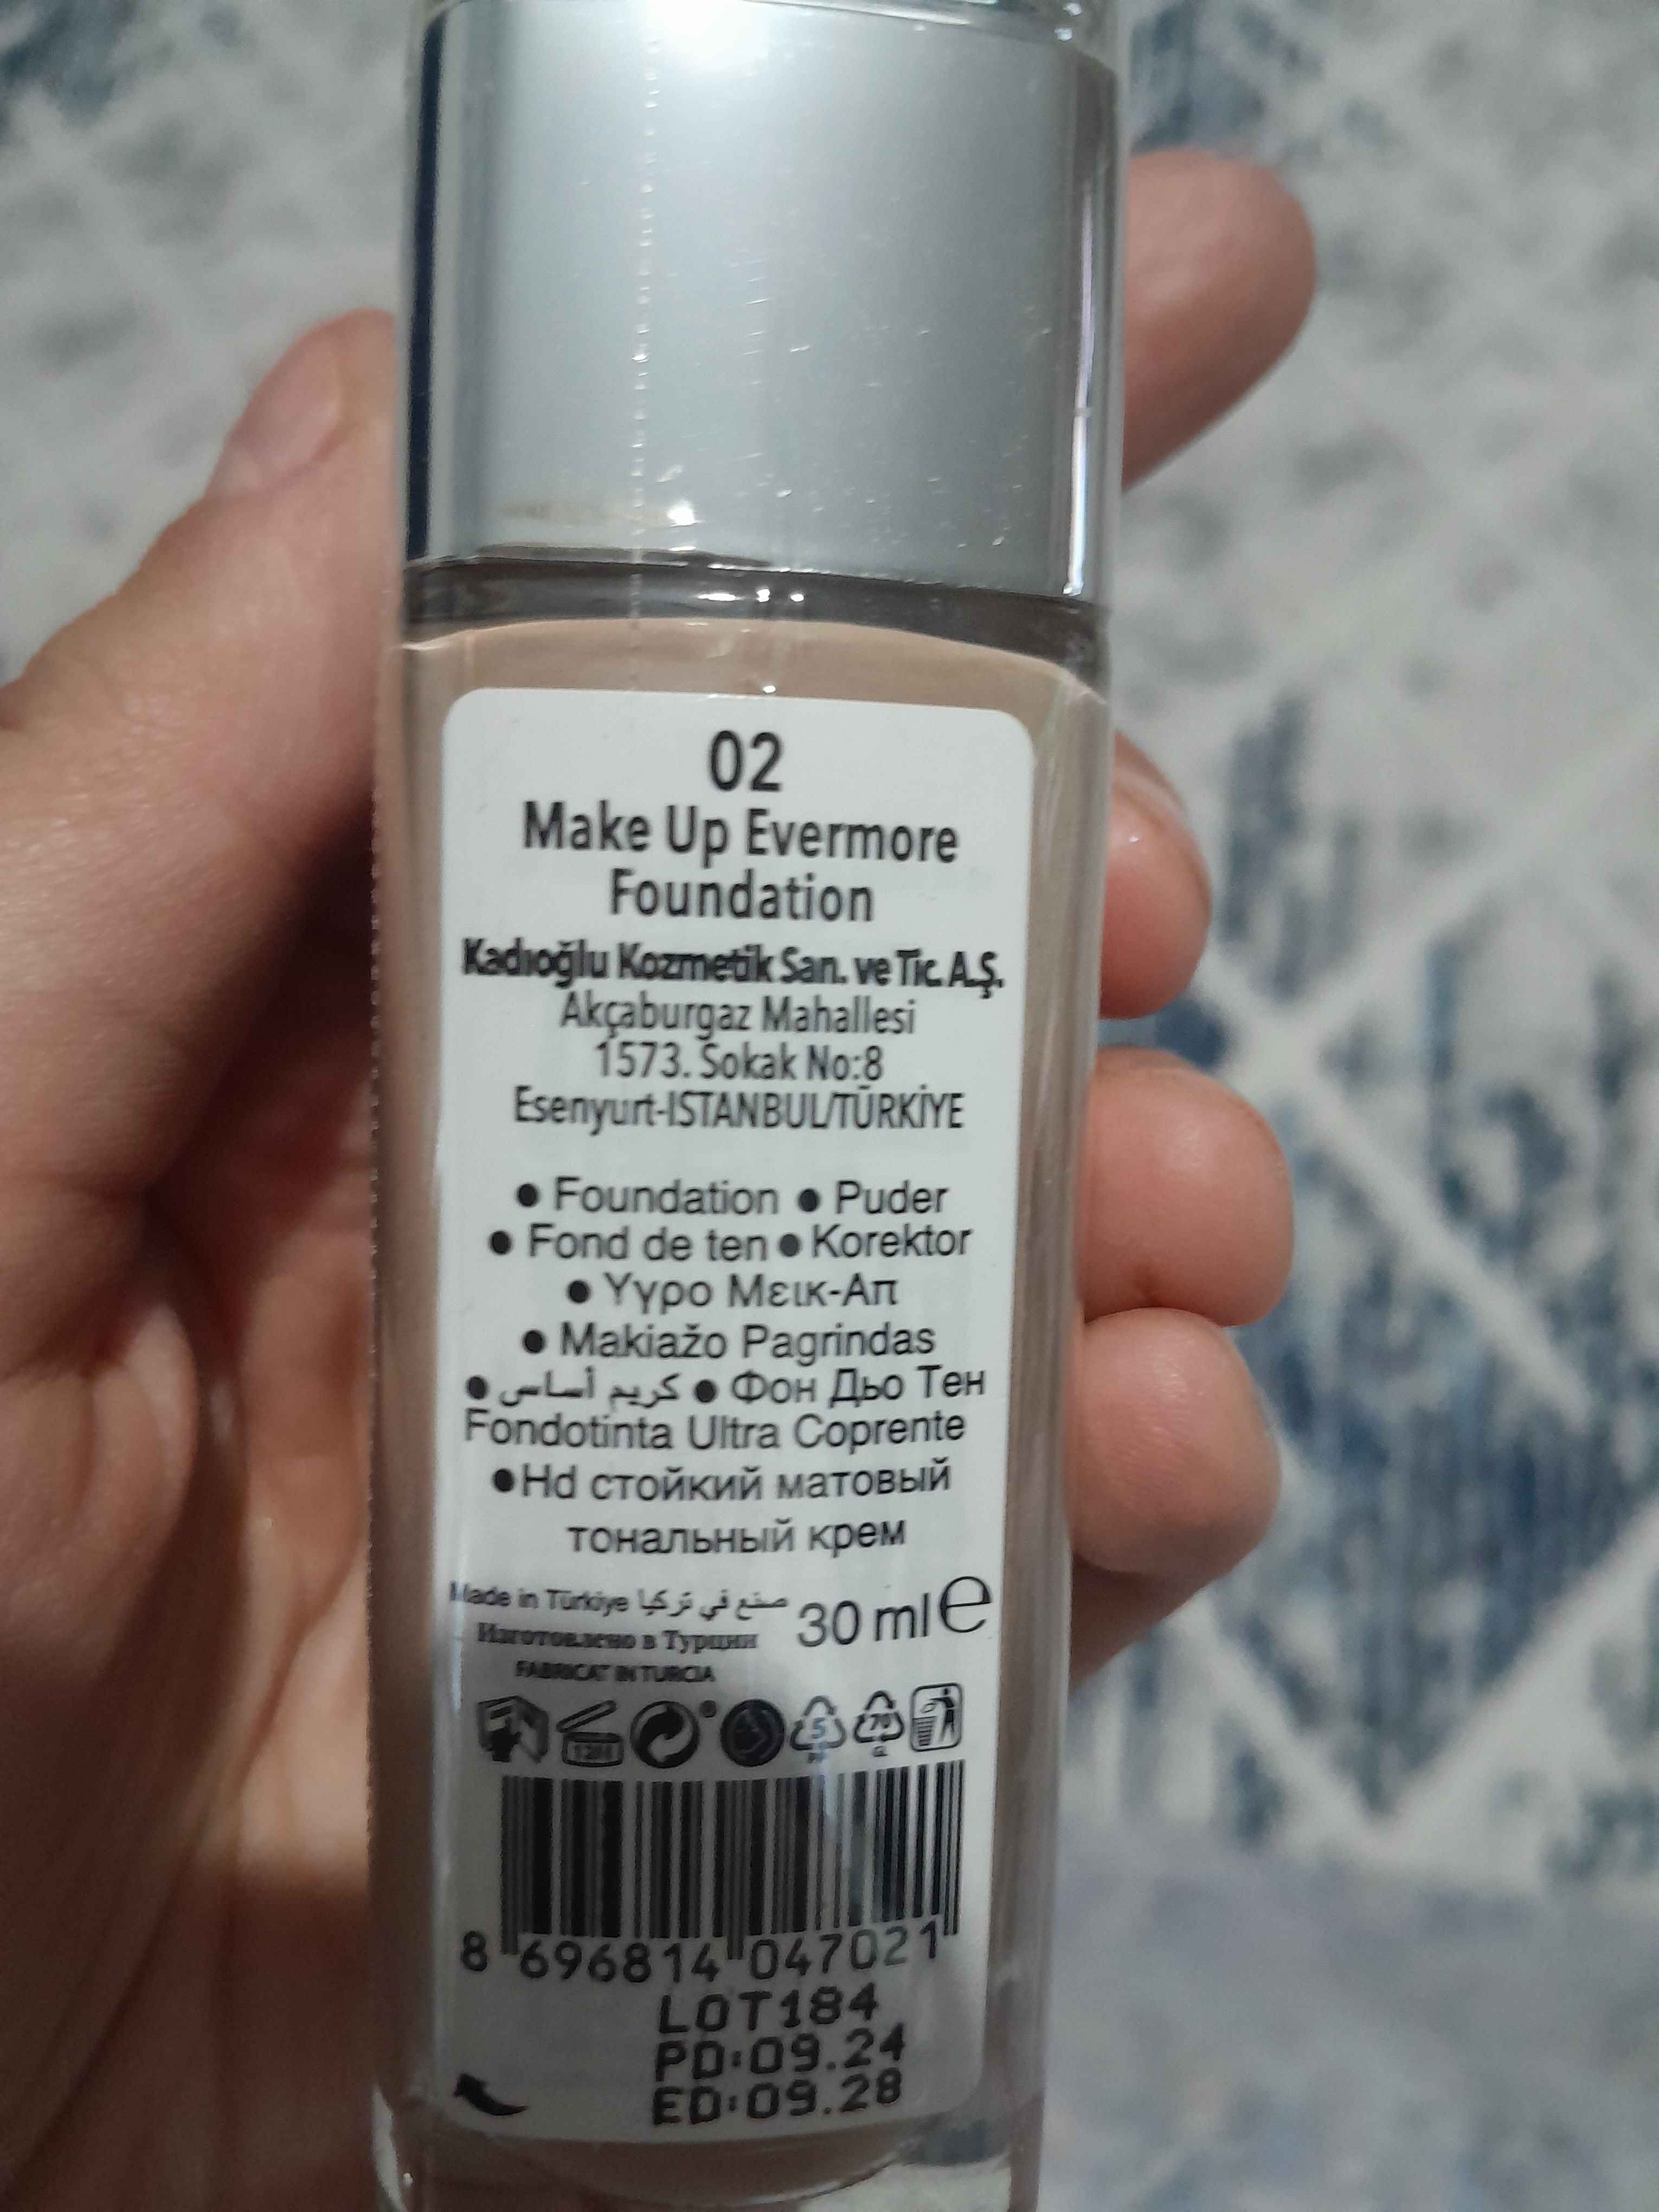 02
Make Up Evermore
Foundation
Kadıoğlu Kozmetik San. ve Tic. A.Ş.
Akçaburgaz Mahallesi
1573. Sokak No:8
Esenyurt-ISTANBUL/TÜRKİYE
● Foundation ● Puder
● Fond de ten ● Korektor
● Υγρο Μεικ-Απ
● Makiažo Pagrindas
● كريم أساسي ● Фон Дьо Тен
Fondotinta Ultra Coprente
●Hd стойкий матовый
тональный крем
Made in Türkiye صنع في تركيا 30 ml e
Изготовлено в Турции
FABRICAT IN TURCIA
5 70
8 696814 047021
LOT184
PD:09.24
ED:09.28